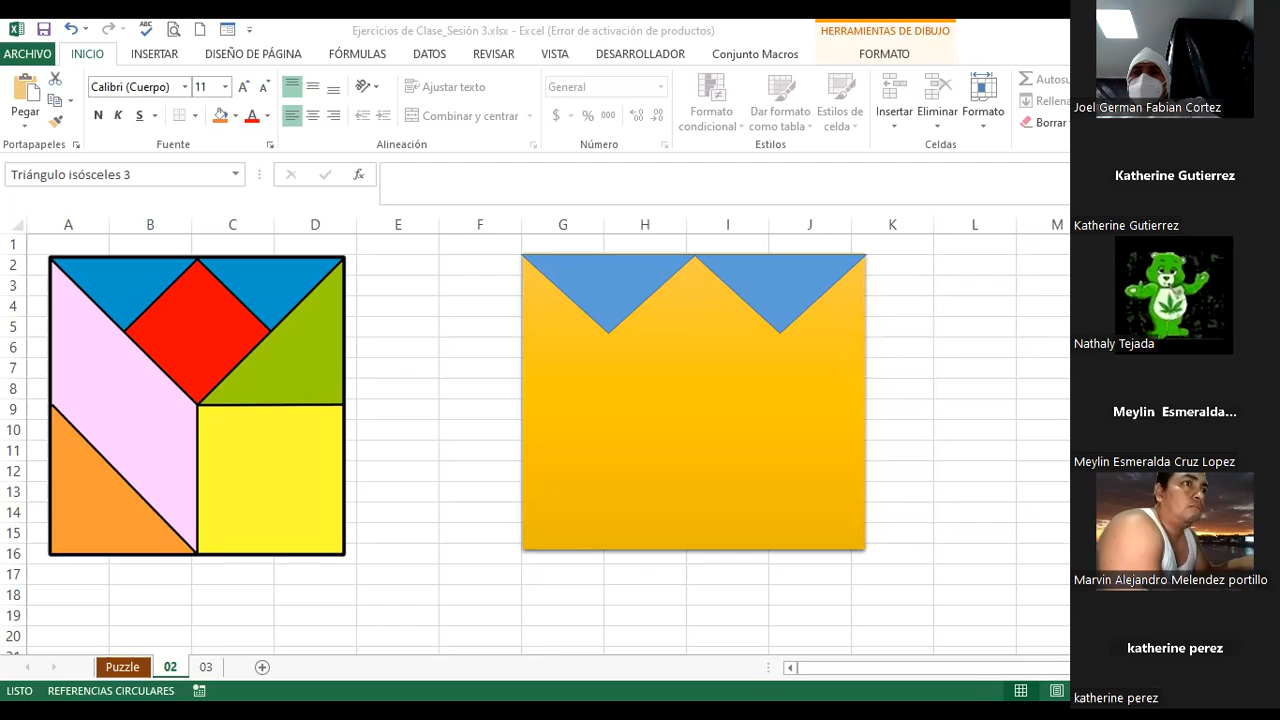 Ejercicios de Clase_Sesión 3.xlsx - Excel (Error de activación de productos)
HERRAMIENTAS DE DIBUJO
ARCHIVO INICIO INSERTAR DISEÑO DE PÁGINA FÓRMULAS DATOS REVISAR VISTA DESARROLLADOR Conjunto Macros FORMATO
Pegar
Calibri (Cuerpo) 11
N K S
Ajustar texto
Combinar y centrar
General
$ % 000
Formato condicional
Dar formato como tabla
Estilos de celda
Insertar Eliminar Formato
Autosu
Rellena
Borrar
Portapapeles Fuente Alineación Número Estilos Celdas
Triángulo isósceles 3
fx
A B C D E F G H I J K L M
1
2
3
4
5
6
7
8
9
10
11
12
13
14
15
16
17
18
19
20
Puzzle 02 03
LISTO REFERENCIAS CIRCULARES
Joel German Fabian Cortez
Katherine Gutierrez
Katherine Gutierrez
Nathaly Tejada
Meylin Esmeralda...
Meylin Esmeralda Cruz Lopez
Marvin Alejandro Melendez portillo
katherine perez
katherine perez